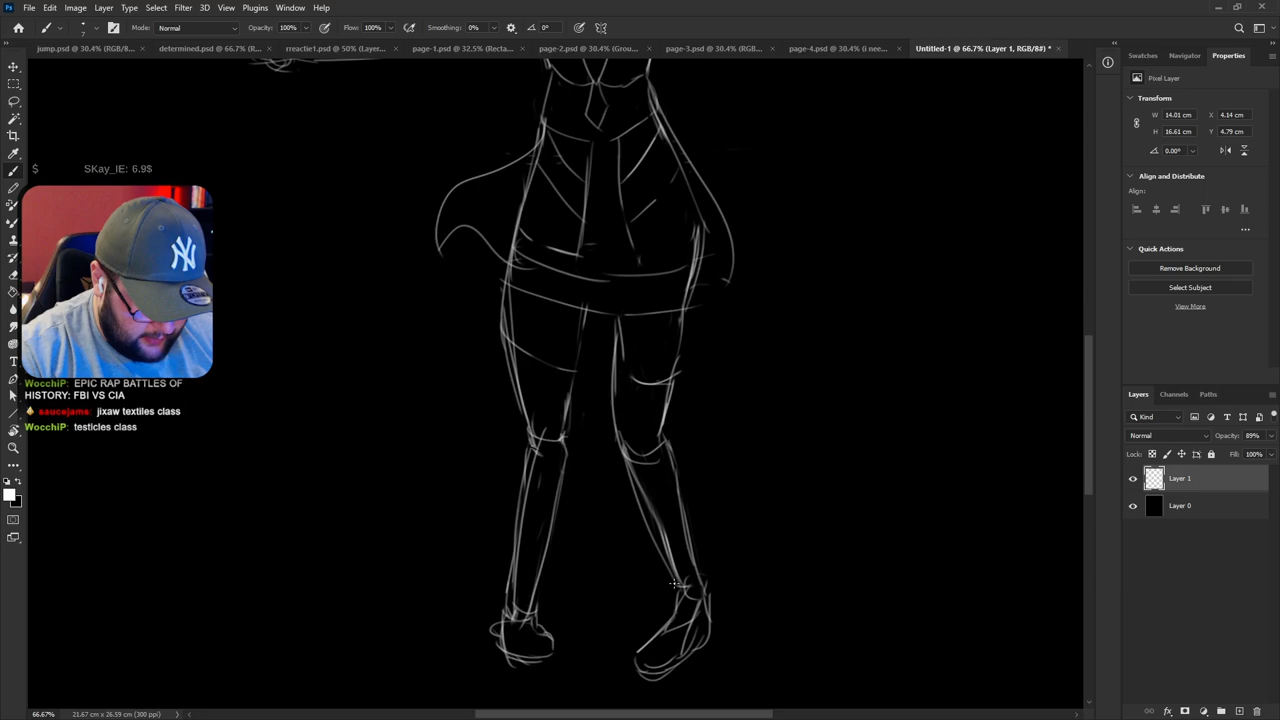 File Edit Image Layer Type Select Filter 3D View Plugins Window Help
7 Mode: Normal Opacity: 100% Flow: 100% Smoothing: 0% 0°
jump.psd @ 30.4% (RGB/8... determined.psd @ 66.7% (R... rreactie1.psd @ 50% (Layer... page-1.psd @ 32.5% (Recta... page-2.psd @ 30.4% (Grou... page-3.psd @ 30.4% (RGB... page-4.psd @ 30.4% (i nee... Untitled-1 @ 66.7% (Layer 1, RGB/8#) *
Swatches Navigator Properties
Pixel Layer
Transform
W 14.01 cm X 4.14 cm
H 16.61 cm Y 4.79 cm
0.00°
Align and Distribute
Align:
Quick Actions
Remove Background
Select Subject
View More
$ SKay_IE: 6.9$
NY
WocchiP: EPIC RAP BATTLES OF
HISTORY: FBI VS CIA
saucejams: jixaw textiles class
WocchiP: testicles class
Layers Channels Paths
Kind
Normal Opacity: 89%
Lock: Fill: 100%
Layer 1
Layer 0
66.67% 21.67 cm x 26.59 cm (300 ppi)